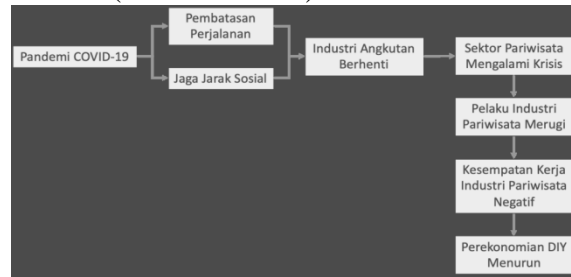 Pandemi COVID-19
Pembatasan
Perjalanan
Jaga Jarak Sosial
Industri Angkutan
Berhenti
Sektor Pariwisata
Mengalami Krisis
Pelaku Industri
Pariwisata Merugi
Kesempatan Kerja
Industri Pariwisata
Negatif
Perekonomian DIY
Menurun